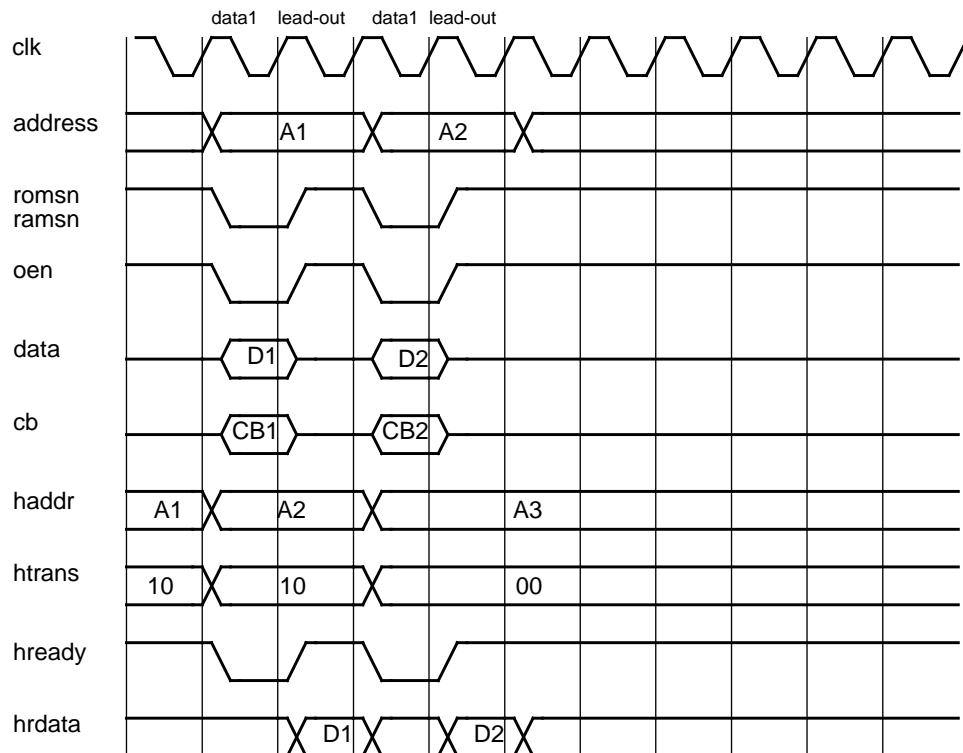 data1 lead-out data1 lead-out
clk
address A1 A2
romsn
ramsn
oen
data D1 D2
cb CB1 CB2
haddr A1 A2 A3
htrans 10 10 00
hready
hrdata D1 D2